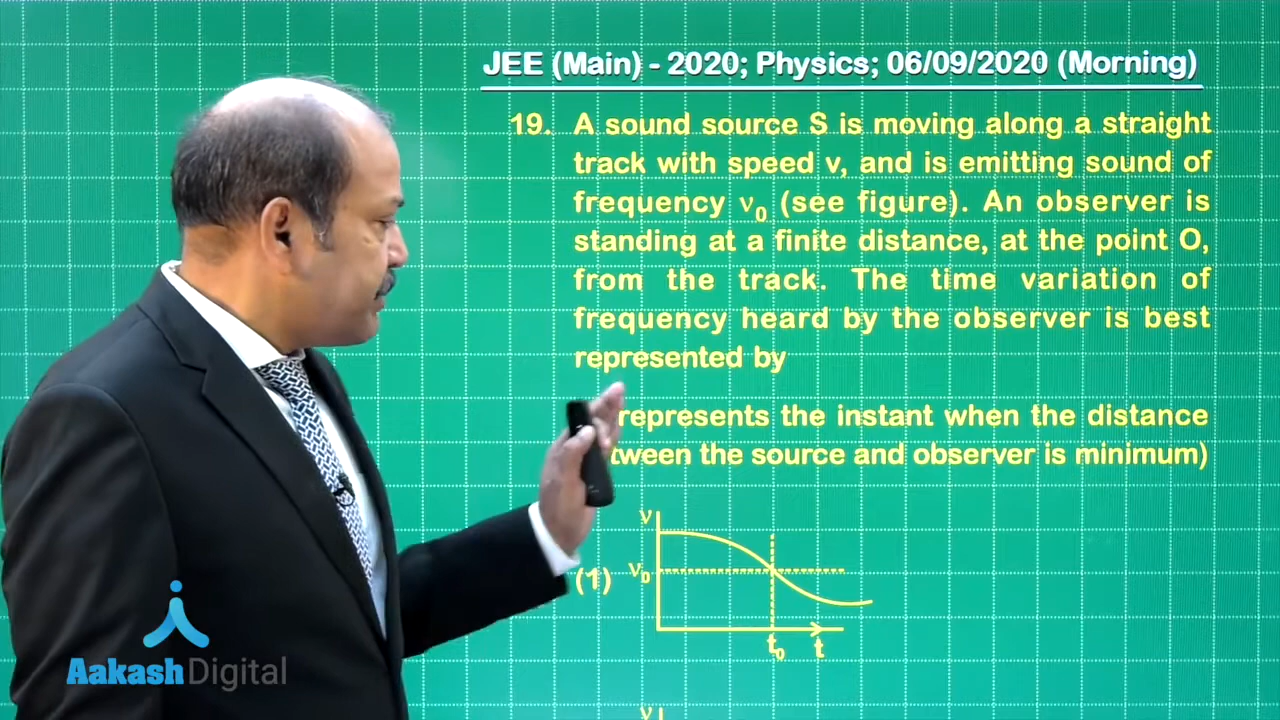 JEE (Main) - 2020; Physics; 06/09/2020 (Morning)
19. A sound source S is moving along a straight
track with speed v, and is emitting sound of
frequency ν₀ (see figure). An observer is
standing at a finite distance, at the point O,
from the track. The time variation of
frequency heard by the observer is best
represented by
represents the instant when the distance
tween the source and observer is minimum)
ν
(1) ν₀
t₀ t
ν
Aakash Digital